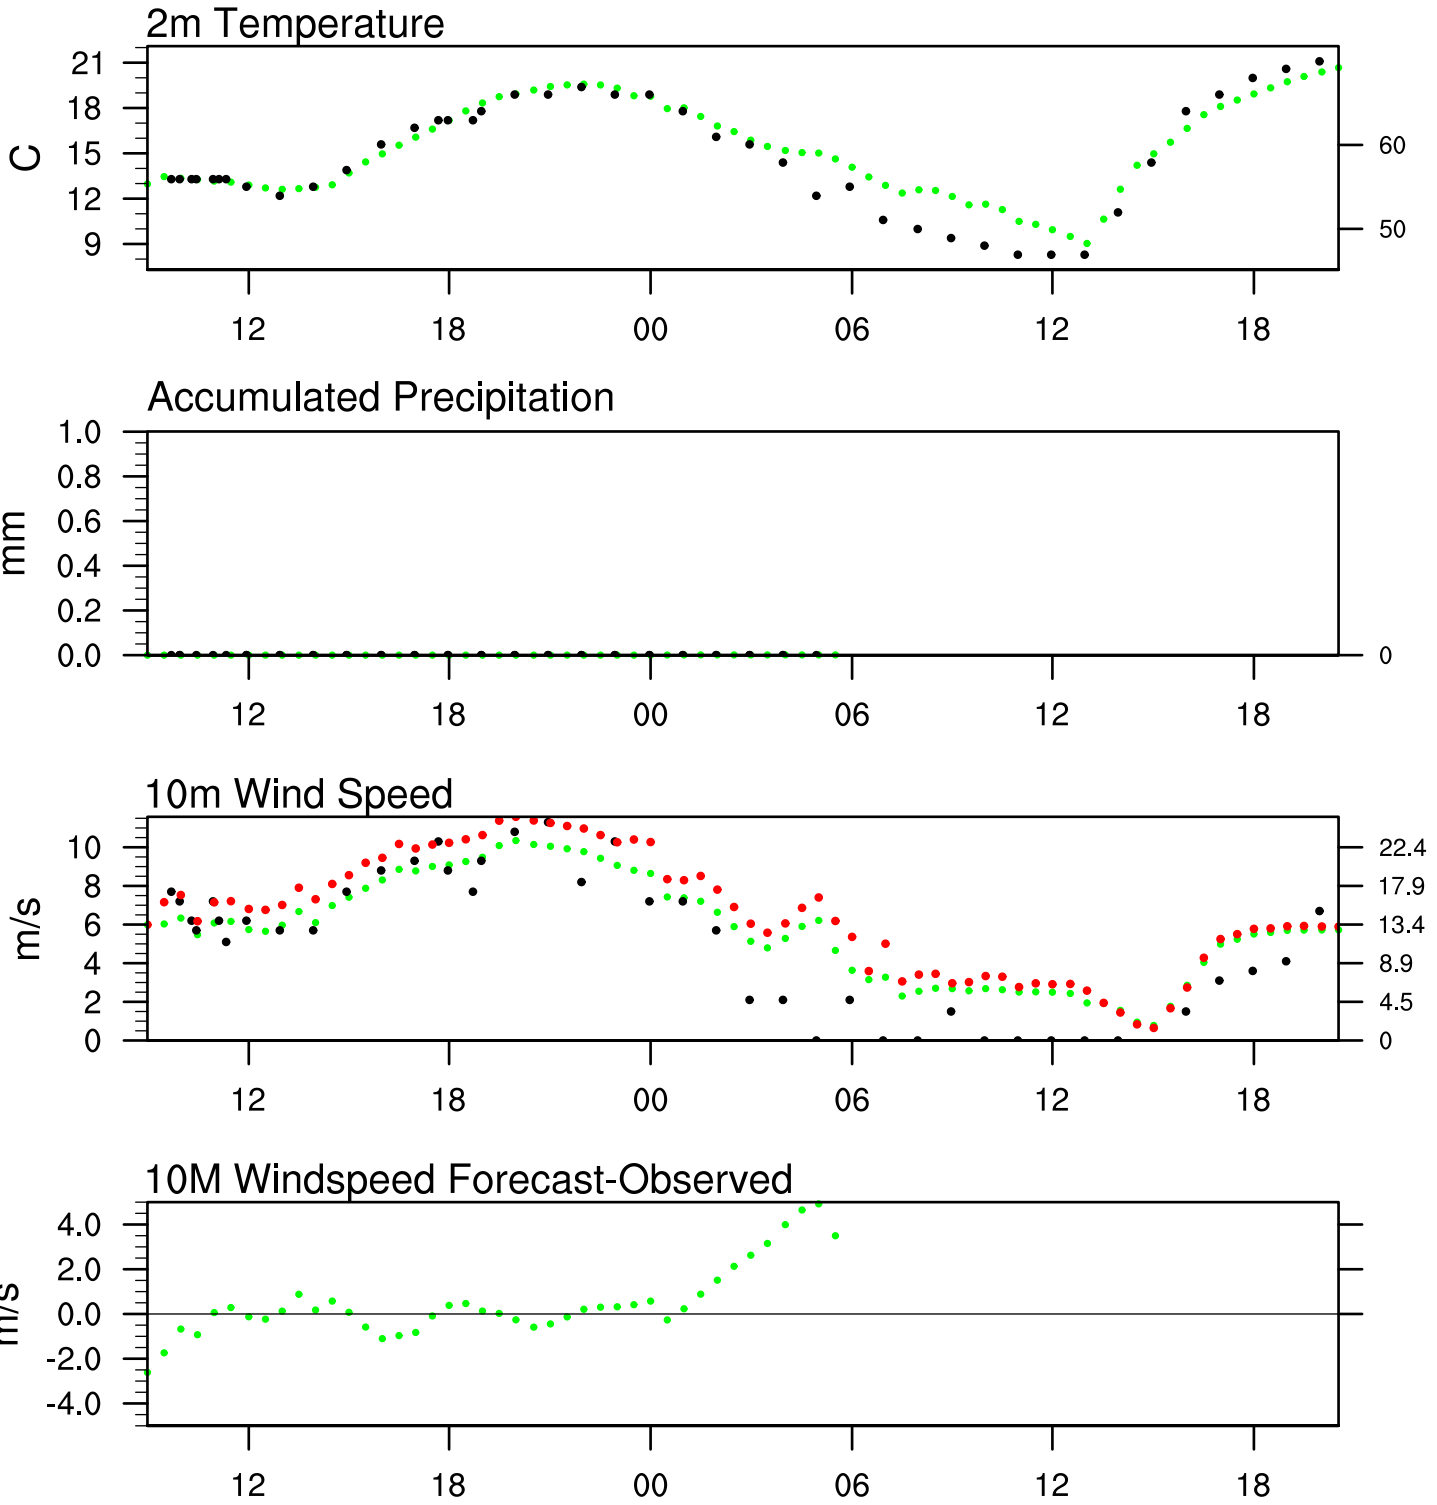 2m Temperature
21
18
15
12
9
C
60
50
12 18 00 06 12 18
Accumulated Precipitation
1.0
0.8
0.6
0.4
0.2
0.0
mm
0
12 18 00 06 12 18
10m Wind Speed
10
8
6
4
2
0
m/s
22.4
17.9
13.4
8.9
4.5
0
12 18 00 06 12 18
10M Windspeed Forecast-Observed
4.0
2.0
0.0
-2.0
-4.0
m/s
12 18 00 06 12 18